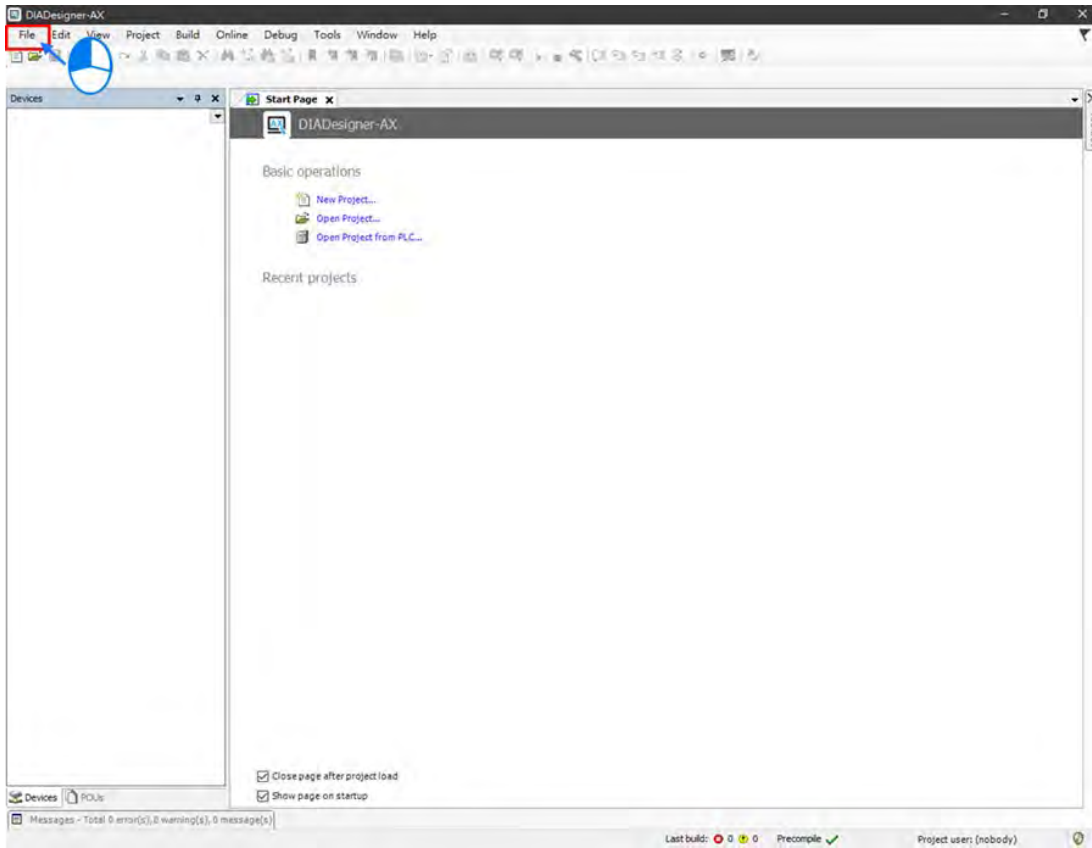 DIADesigner-AX
File Edit View Project Build Online Debug Tools Window Help
Devices
Start Page
DIADesigner-AX
Basic operations
New Project...
Open Project...
Open Project from PLC...
Recent projects
Close page after project load
Show page on startup
Devices POUs
Messages - Total 0 error(s), 0 warning(s), 0 message(s)
Last build: 0 0 Precompile Project user: (nobody)